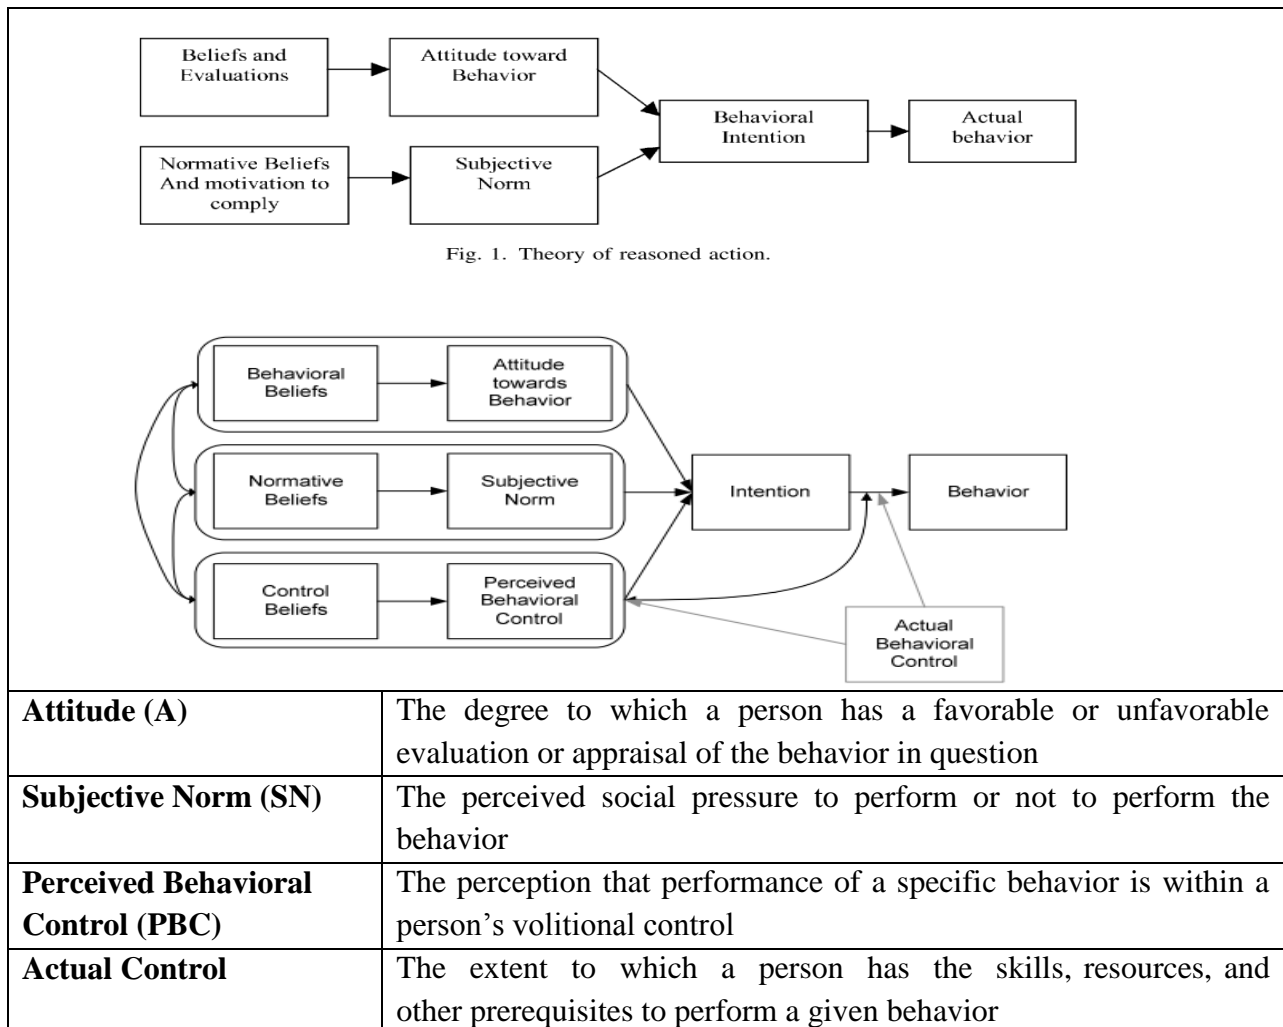 Beliefs and
Evaluations
Attitude toward
Behavior
Behavioral
Intention
Actual
behavior
Normative Beliefs
And motivation to
comply
Subjective
Norm
Fig. 1. Theory of reasoned action.
Behavioral
Beliefs
Attitude
towards
Behavior
Normative
Beliefs
Subjective
Norm
Intention
Behavior
Control
Beliefs
Perceived
Behavioral
Control
Actual
Behavioral
Control
Attitude (A)
The degree to which a person has a favorable or unfavorable
evaluation or appraisal of the behavior in question
Subjective Norm (SN)
The perceived social pressure to perform or not to perform the
behavior
Perceived Behavioral
Control (PBC)
The perception that performance of a specific behavior is within a
person’s volitional control
Actual Control
The extent to which a person has the skills, resources, and
other prerequisites to perform a given behavior